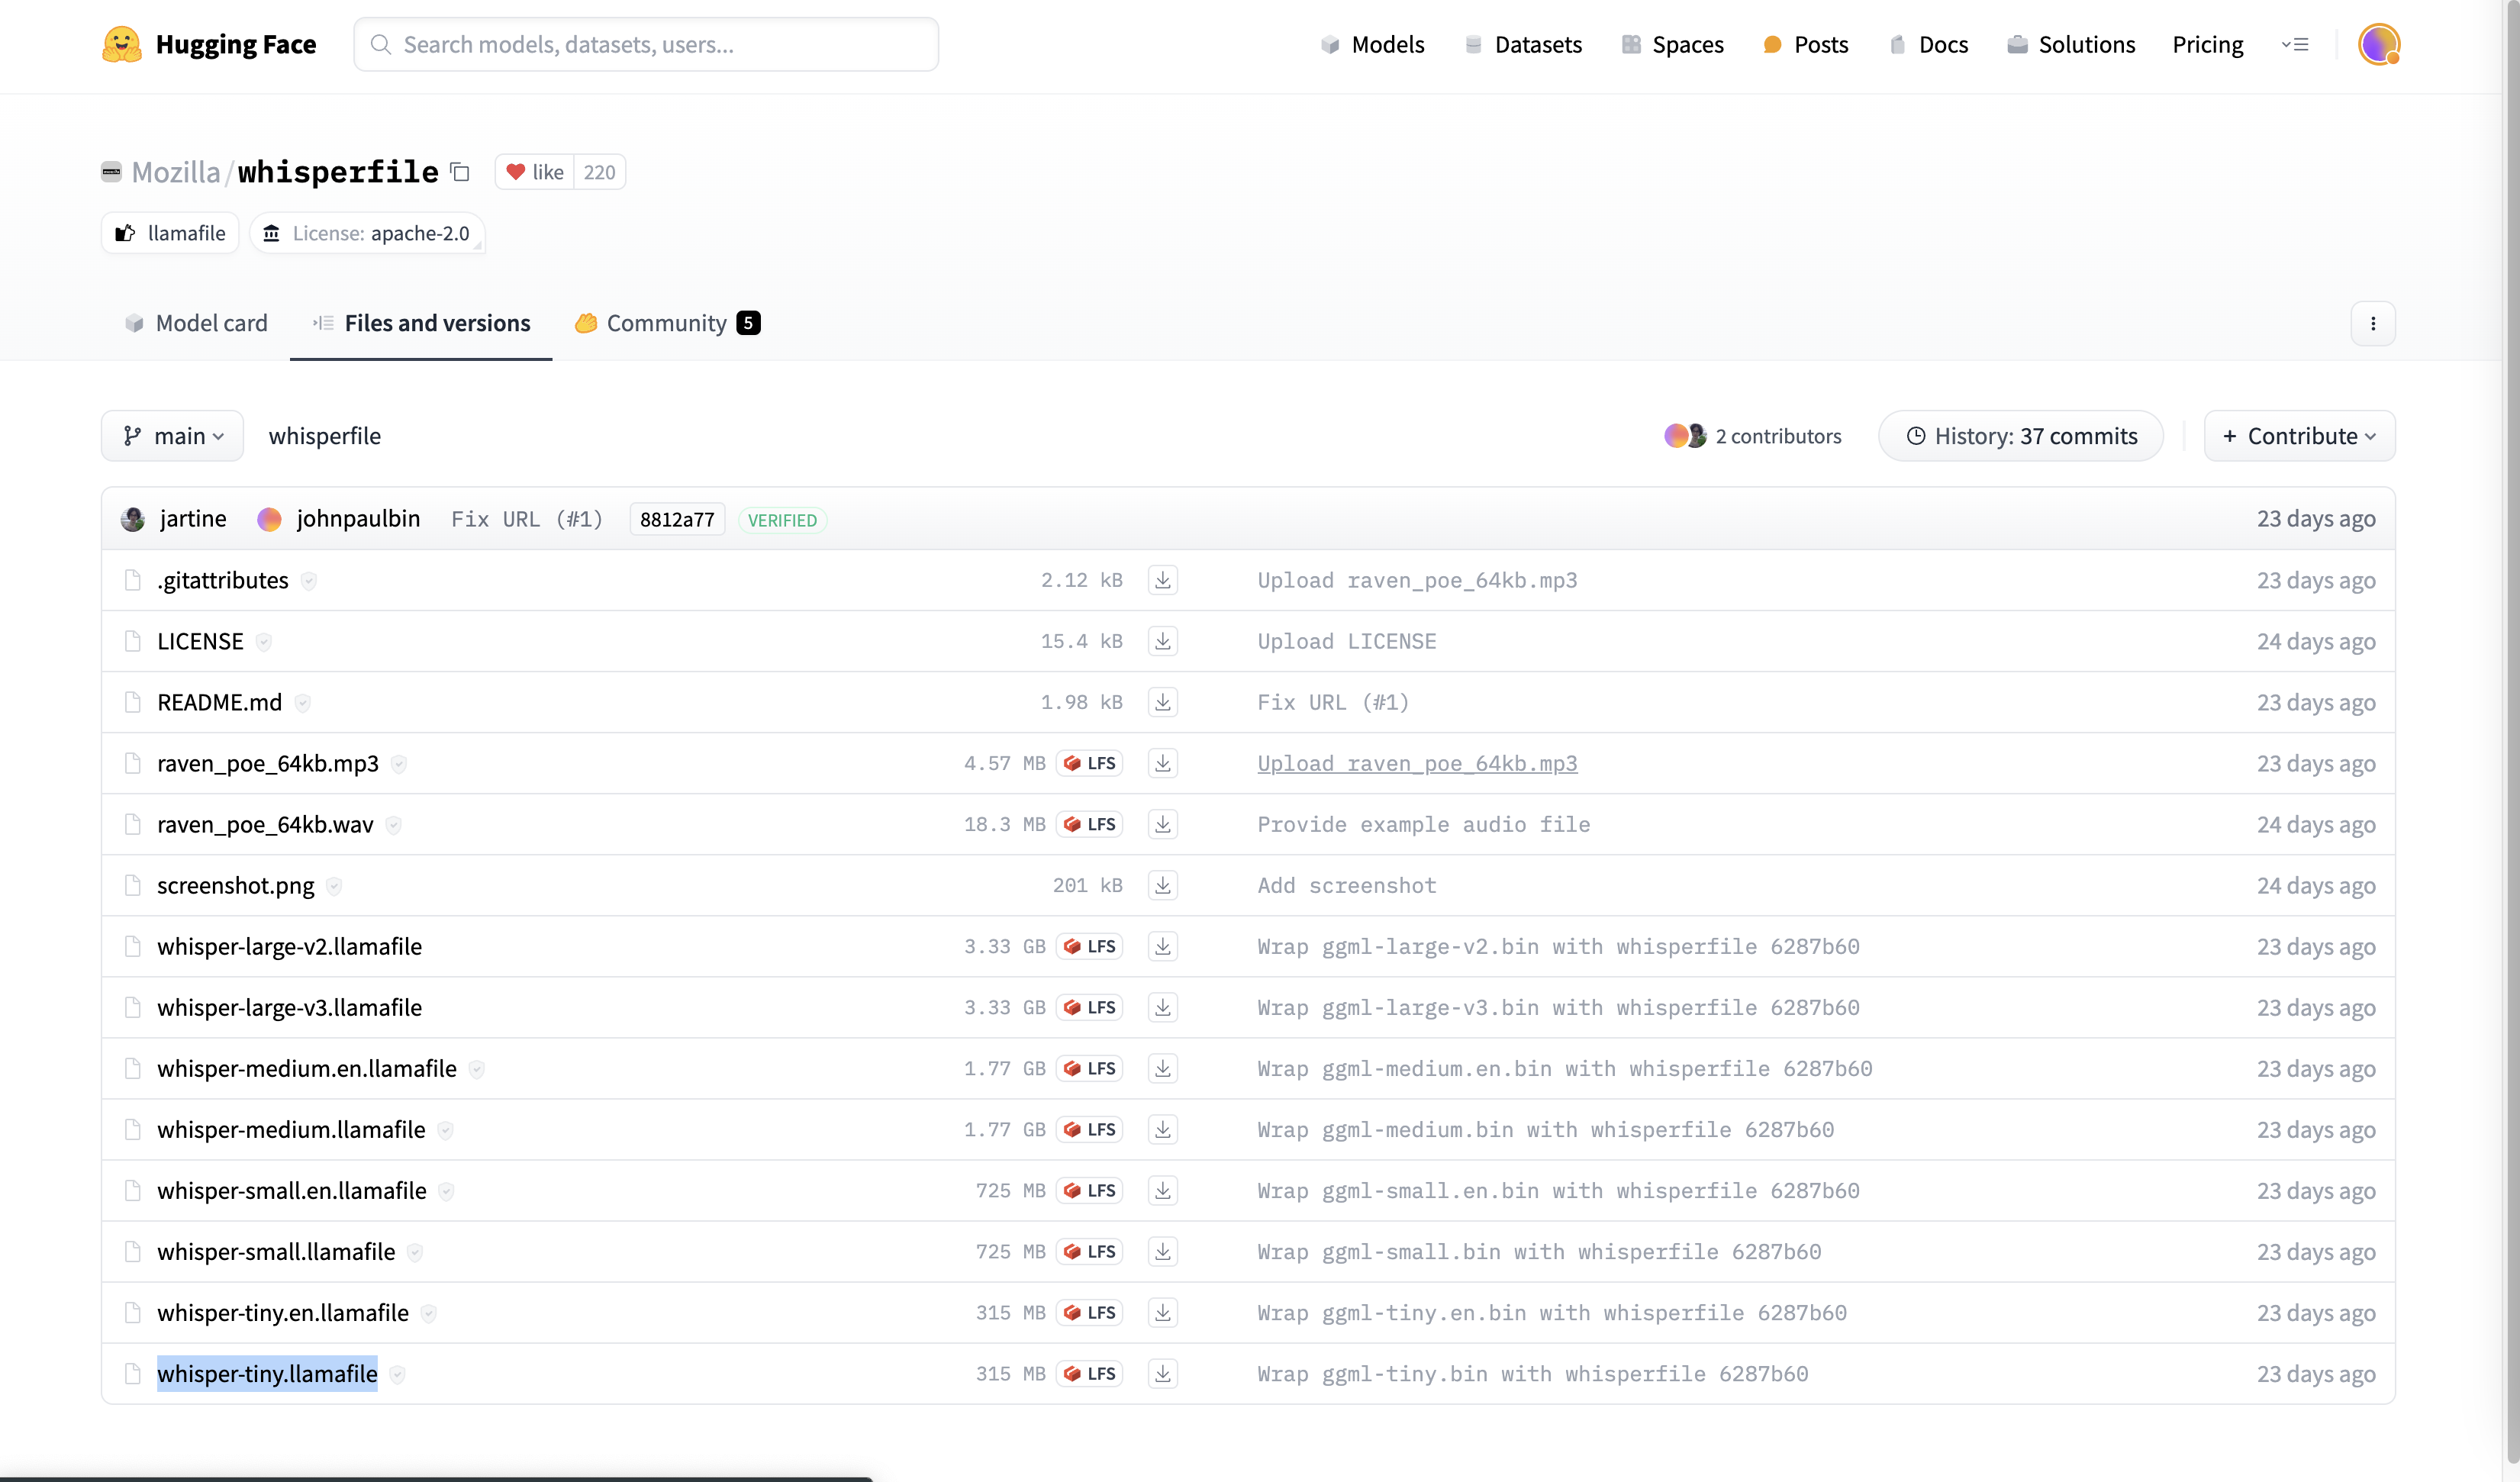 Hugging Face Search models, datasets, users... Models Datasets Spaces Posts Docs Solutions Pricing
Mozilla/whisperfile like 220
llamafile License: apache-2.0
Model card Files and versions Community 5
main whisperfile 2 contributors History: 37 commits + Contribute
jartine johnpaulbin Fix URL (#1) 8812a77 VERIFIED 23 days ago
.gitattributes 2.12 kB Upload raven_poe_64kb.mp3 23 days ago
LICENSE 15.4 kB Upload LICENSE 24 days ago
README.md 1.98 kB Fix URL (#1) 23 days ago
raven_poe_64kb.mp3 4.57 MB LFS Upload raven_poe_64kb.mp3 23 days ago
raven_poe_64kb.wav 18.3 MB LFS Provide example audio file 24 days ago
screenshot.png 201 kB Add screenshot 24 days ago
whisper-large-v2.llamafile 3.33 GB LFS Wrap ggml-large-v2.bin with whisperfile 6287b60 23 days ago
whisper-large-v3.llamafile 3.33 GB LFS Wrap ggml-large-v3.bin with whisperfile 6287b60 23 days ago
whisper-medium.en.llamafile 1.77 GB LFS Wrap ggml-medium.en.bin with whisperfile 6287b60 23 days ago
whisper-medium.llamafile 1.77 GB LFS Wrap ggml-medium.bin with whisperfile 6287b60 23 days ago
whisper-small.en.llamafile 725 MB LFS Wrap ggml-small.en.bin with whisperfile 6287b60 23 days ago
whisper-small.llamafile 725 MB LFS Wrap ggml-small.bin with whisperfile 6287b60 23 days ago
whisper-tiny.en.llamafile 315 MB LFS Wrap ggml-tiny.en.bin with whisperfile 6287b60 23 days ago
whisper-tiny.llamafile 315 MB LFS Wrap ggml-tiny.bin with whisperfile 6287b60 23 days ago